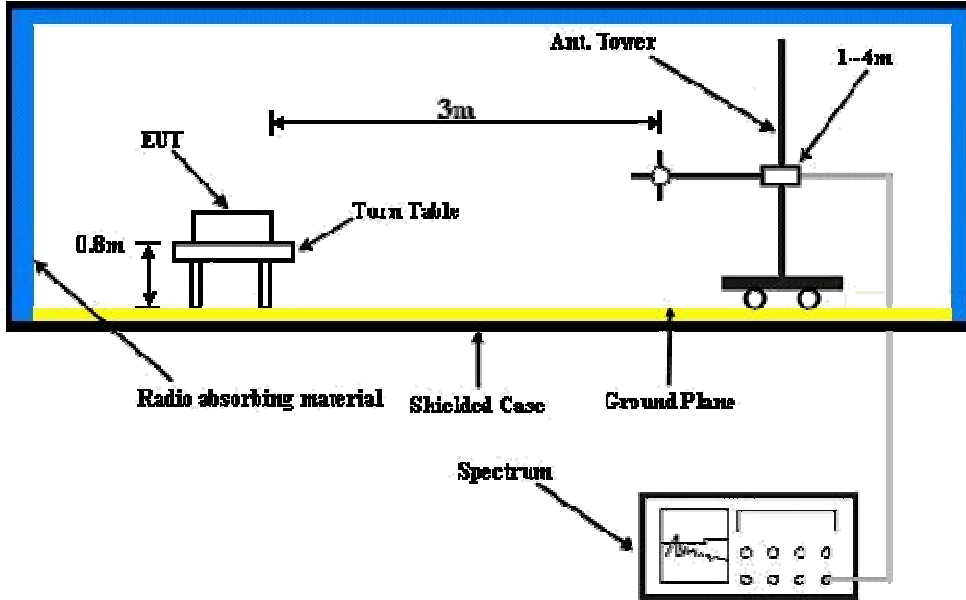 Ant. Tower
1~4m
3m
EUT
Turn Table
0.8m
Radio absorbing material
Shielded Case
Ground Plane
Spectrum